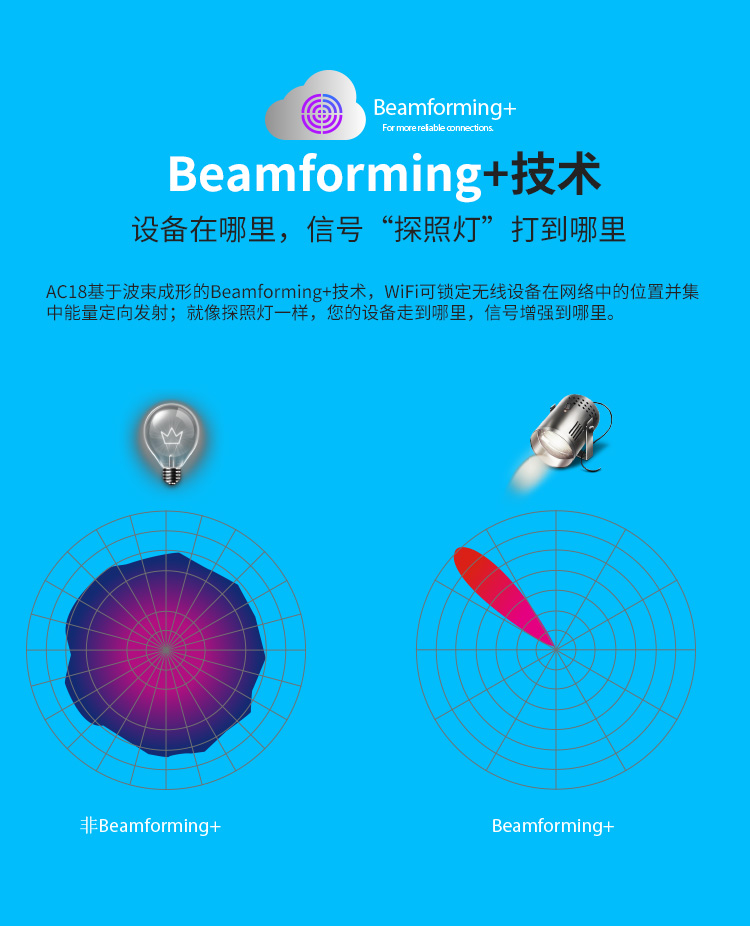 Beamforming+
For more reliable connections.
Beamforming+技术
设备在哪里，信号“探照灯”打到哪里
AC18基于波束成形的Beamforming+技术，WiFi可锁定无线设备在网络中的位置并集
中能量定向发射；就像探照灯一样，您的设备走到哪里，信号增强到哪里。
非Beamforming+
Beamforming+